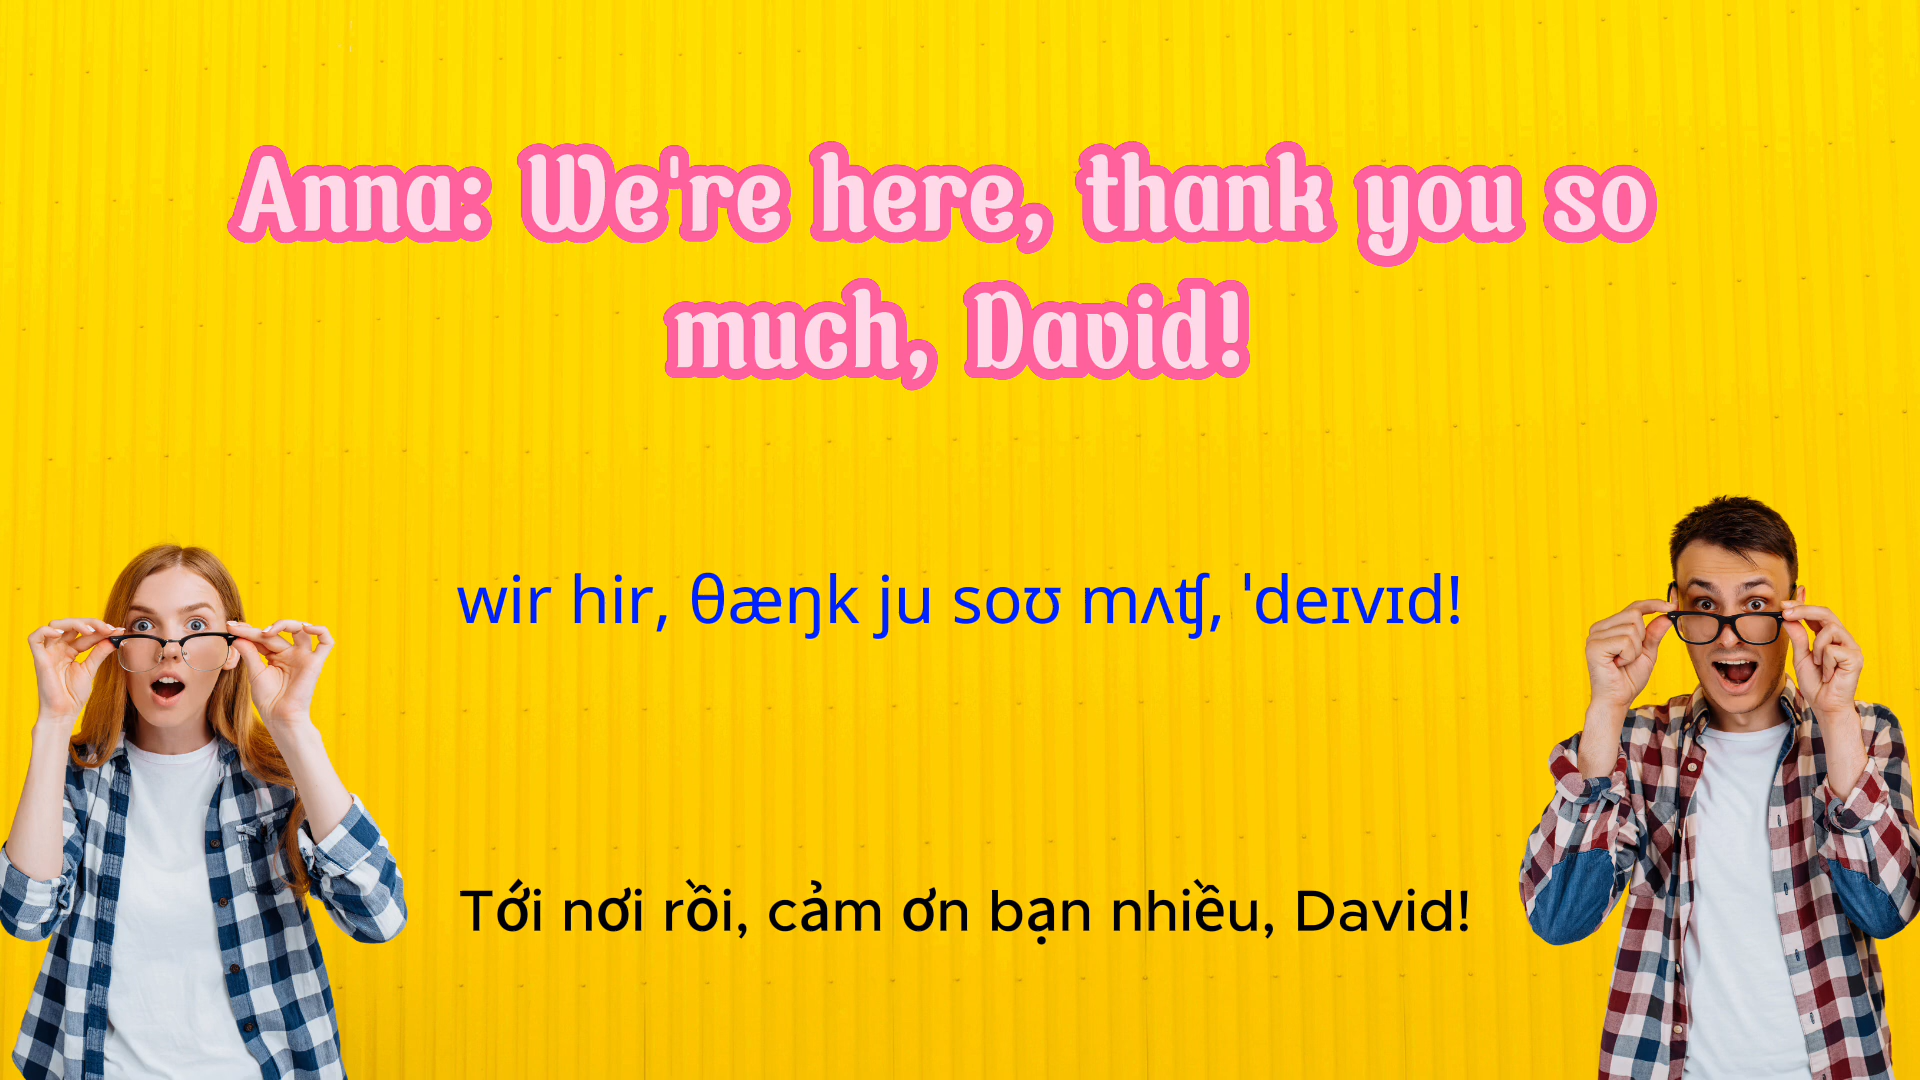 Anna: We're here, thank you so
much, David!
wir hir, θæŋk ju soʊ mʌʧ, ˈdeɪvɪd!
Tới nơi rồi, cảm ơn bạn nhiều, David!